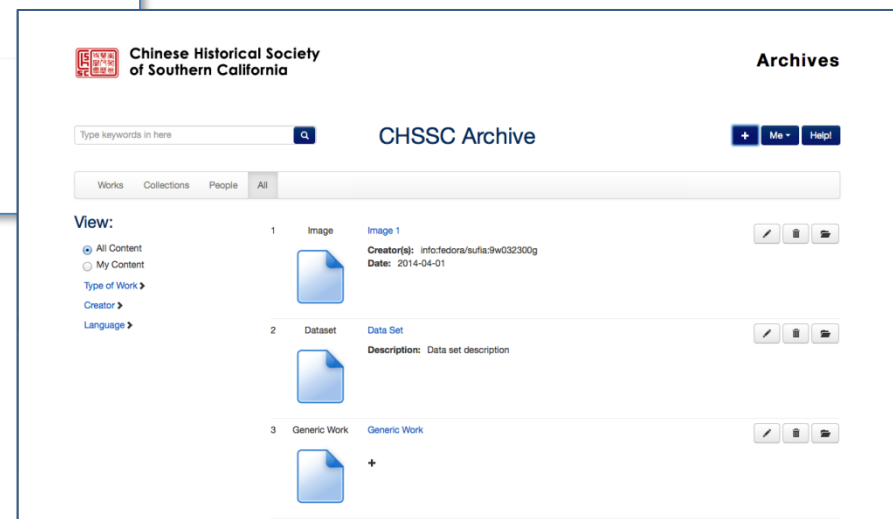 Chinese Historical Society
of Southern California
Archives
Type keywords in here
CHSSC Archive
+ Me Help!
Works Collections People All
View:
All Content
My Content
Type of Work
Creator
Language
1 Image Image 1
Creator(s): info:fedora/sufia:9w032300g
Date: 2014-04-01
2 Dataset Data Set
Description: Data set description
3 Generic Work Generic Work
+